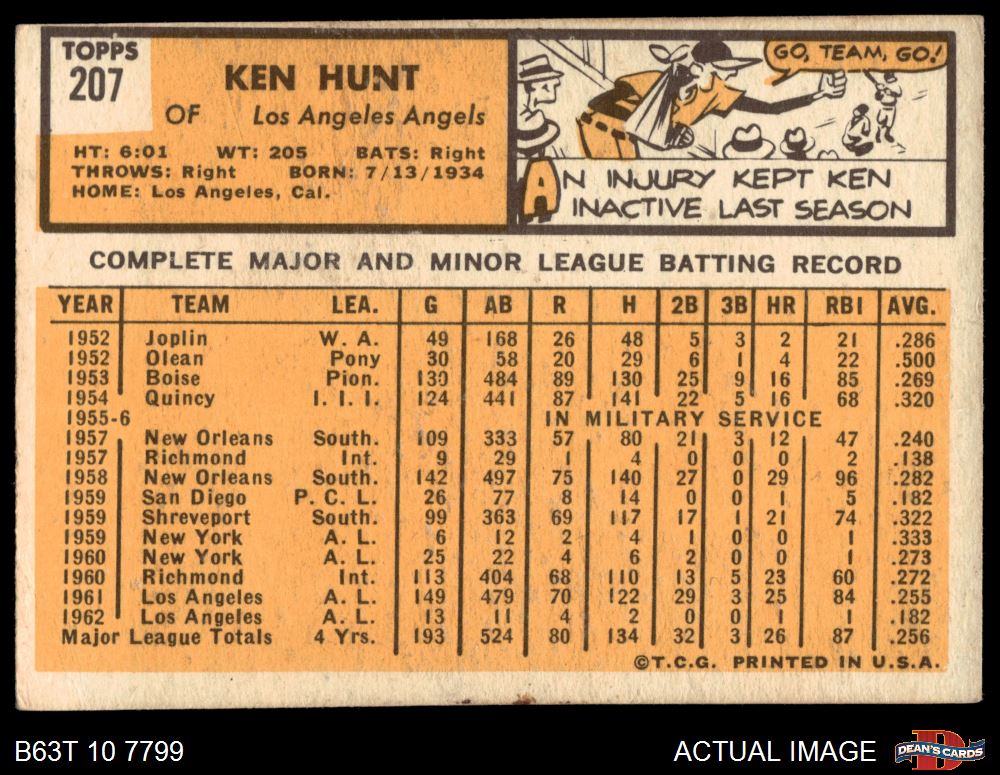 TOPPS
207
KEN HUNT
OF Los Angeles Angels
HT: 6:01 WT: 205 BATS: Right
THROWS: Right BORN: 7/13/1934
HOME: Los Angeles, Cal.
GO, TEAM, GO!
AN INJURY KEPT KEN
INACTIVE LAST SEASON
COMPLETE MAJOR AND MINOR LEAGUE BATTING RECORD
YEAR TEAM LEA. G AB R H 2B 3B HR RBI AVG.
1952 Joplin W. A. 49 168 26 48 5 3 2 21 .286
1952 Olean Pony 30 58 20 29 6 1 4 22 .500
1953 Boise Pion. 139 484 89 130 25 9 16 85 .269
1954 Quincy I. I. I. 124 441 87 141 22 5 16 68 .320
1955-6 IN MILITARY SERVICE
1957 New Orleans South. 109 333 57 80 21 3 12 47 .240
1957 Richmond Int. 9 29 1 4 0 0 0 2 .138
1958 New Orleans South. 142 497 75 140 27 0 29 96 .282
1959 San Diego P. C. L. 26 77 8 14 0 0 1 5 .182
1959 Shreveport South. 99 363 69 117 17 1 21 74 .322
1959 New York A. L. 6 12 2 4 1 0 0 1 .333
1960 New York A. L. 25 22 4 6 2 0 0 1 .273
1960 Richmond Int. 113 404 68 110 13 5 23 60 .272
1961 Los Angeles A. L. 149 479 70 122 29 3 25 84 .255
1962 Los Angeles A. L. 13 11 4 2 0 0 1 1 .182
Major League Totals 4 Yrs. 193 524 80 134 32 3 26 87 .256
©T.C.G. PRINTED IN U.S.A.
B63T 10 7799 ACTUAL IMAGE DEAN'S CARDS